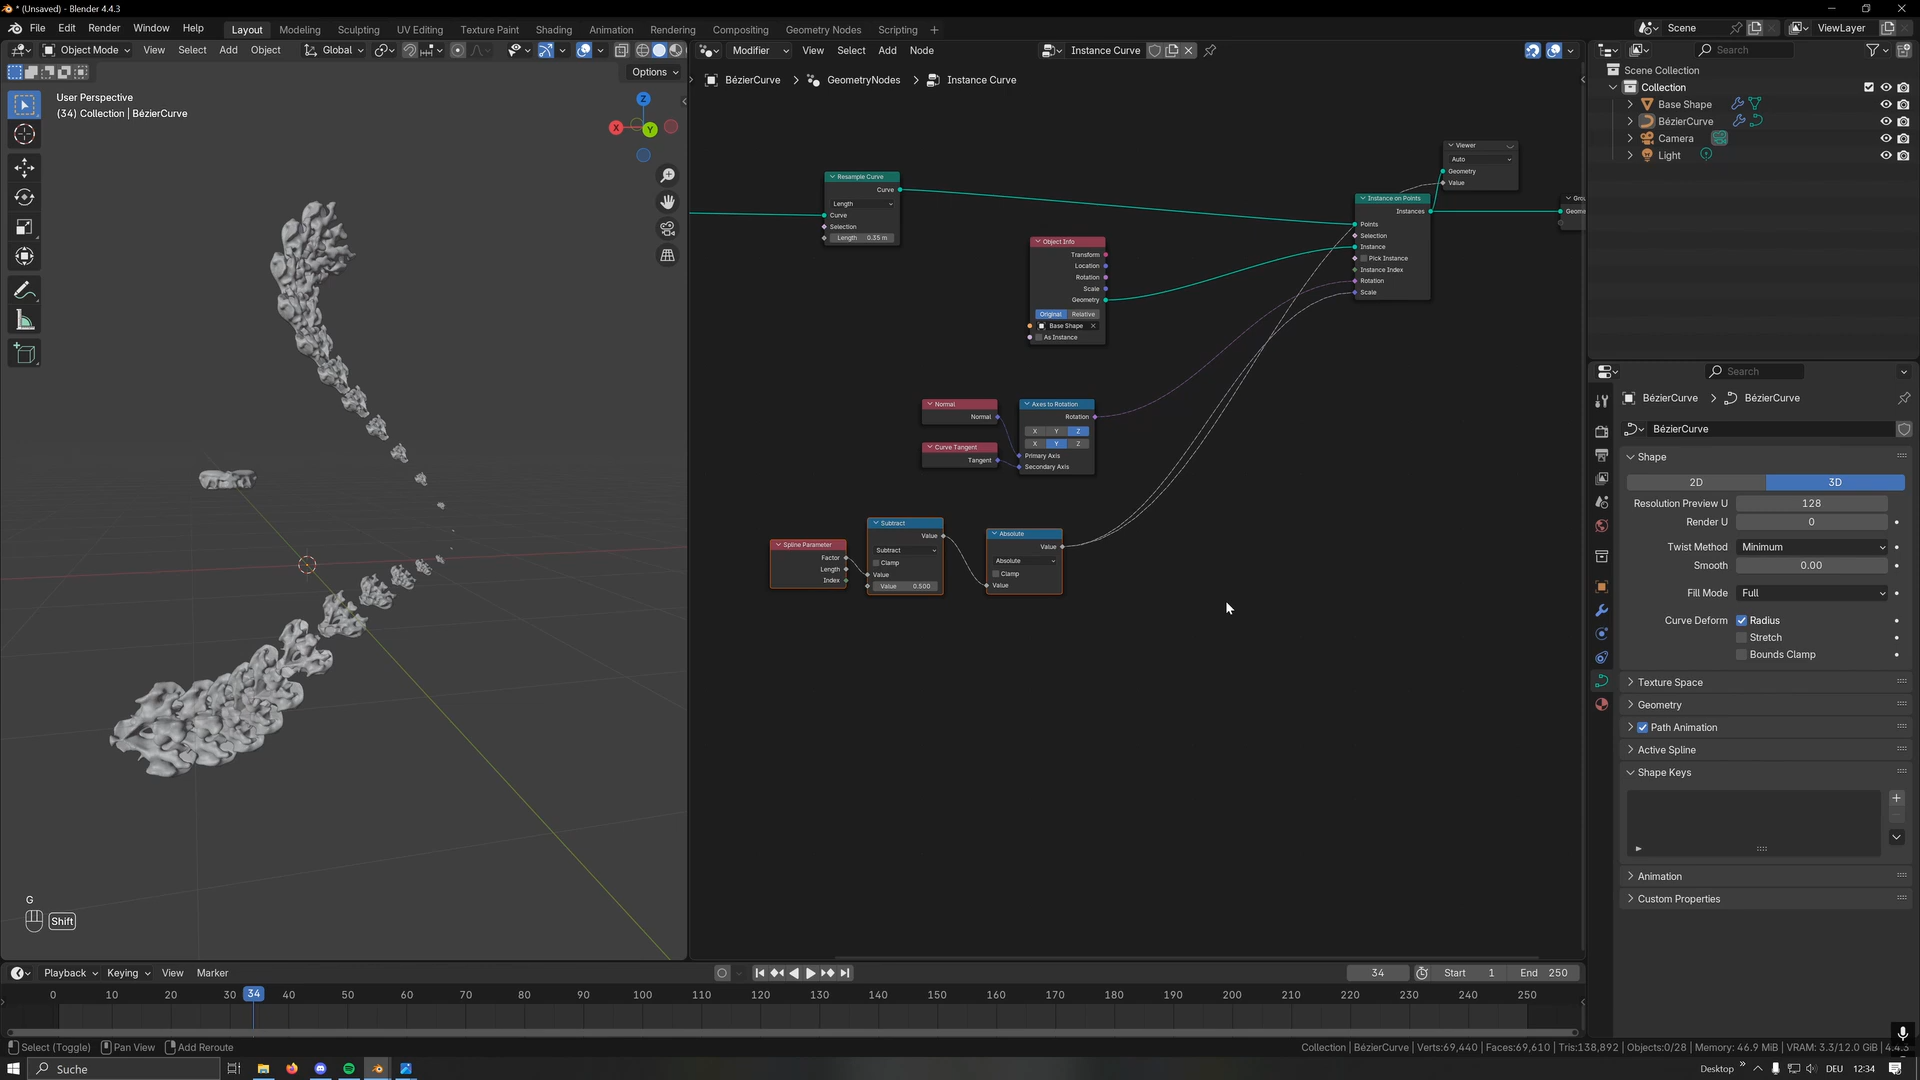 * (Unsaved) - Blender 4.4.3
File Edit Render Window Help
Layout Modeling Sculpting UV Editing Texture Paint Shading Animation Rendering Compositing Geometry Nodes Scripting +
Scene ViewLayer
Object Mode View Select Add Object Global
Modifier View Select Add Node Instance Curve
Search
Options
BézierCurve > GeometryNodes > Instance Curve
User Perspective
(34) Collection | BézierCurve
Z
X
Y
Scene Collection
Collection
Base Shape
BézierCurve
Camera
Light
Viewer
Auto
Geometry
Value
Resample Curve
Curve
Length
Curve
Selection
Length 0.35 m
Instance on Points
Instances
Points
Selection
Instance
Pick Instance
Instance Index
Rotation
Scale
Object Info
Transform
Location
Rotation
Scale
Geometry
Original Relative
Base Shape
As Instance
Normal
Normal
Curve Tangent
Tangent
Axes to Rotation
Rotation
X Y Z
X Y Z
Primary Axis
Secondary Axis
Spline Parameter
Factor
Length
Index
Subtract
Value
Subtract
Clamp
Value
Value 0.500
Absolute
Value
Absolute
Clamp
Value
Search
BézierCurve > BézierCurve
BézierCurve
Shape
2D 3D
Resolution Preview U 128
Render U 0
Twist Method Minimum
Smooth 0.00
Fill Mode Full
Curve Deform Radius
Stretch
Bounds Clamp
Texture Space
Geometry
Path Animation
Active Spline
Shape Keys
Animation
Custom Properties
G
Shift
Playback Keying View Marker
34 Start 1 End 250
0 10 20 30 34 40 50 60 70 80 90 100 110 120 130 140 150 160 170 180 190 200 210 220 230 240 250
Select (Toggle) Pan View Add Reroute
Collection | BézierCurve | Verts:69,440 | Faces:69,610 | Tris:138,892 | Objects:0/28 | Memory: 46.9 MiB | VRAM: 3.3/12.0 GiB | 4.4.3
Suche
Desktop DEU 12:34